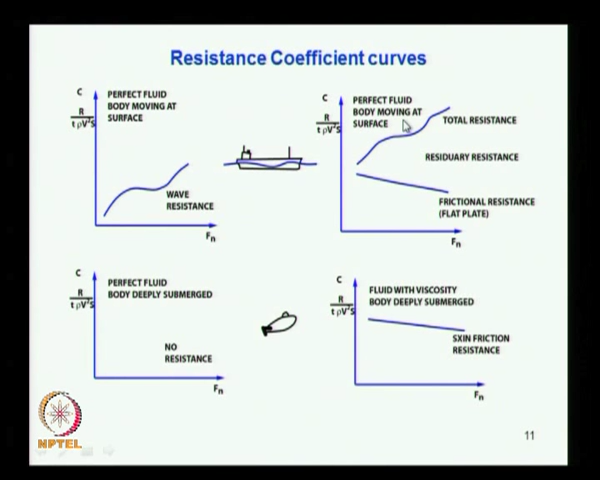 Resistance Coefficient curves
C
R
t ρV²S
PERFECT FLUID
BODY MOVING AT
SURFACE
WAVE
RESISTANCE
Fn
C
R
t ρV²S
PERFECT FLUID
BODY MOVING AT
SURFACE
TOTAL RESISTANCE
RESIDUARY RESISTANCE
FRICTIONAL RESISTANCE
(FLAT PLATE)
Fn
C
R
t ρV²S
PERFECT FLUID
BODY DEEPLY SUBMERGED
NO
RESISTANCE
Fn
C
R
t ρV²S
FLUID WITH VISCOSITY
BODY DEEPLY SUBMERGED
SXIN FRICTION
RESISTANCE
Fn
NPTEL
11